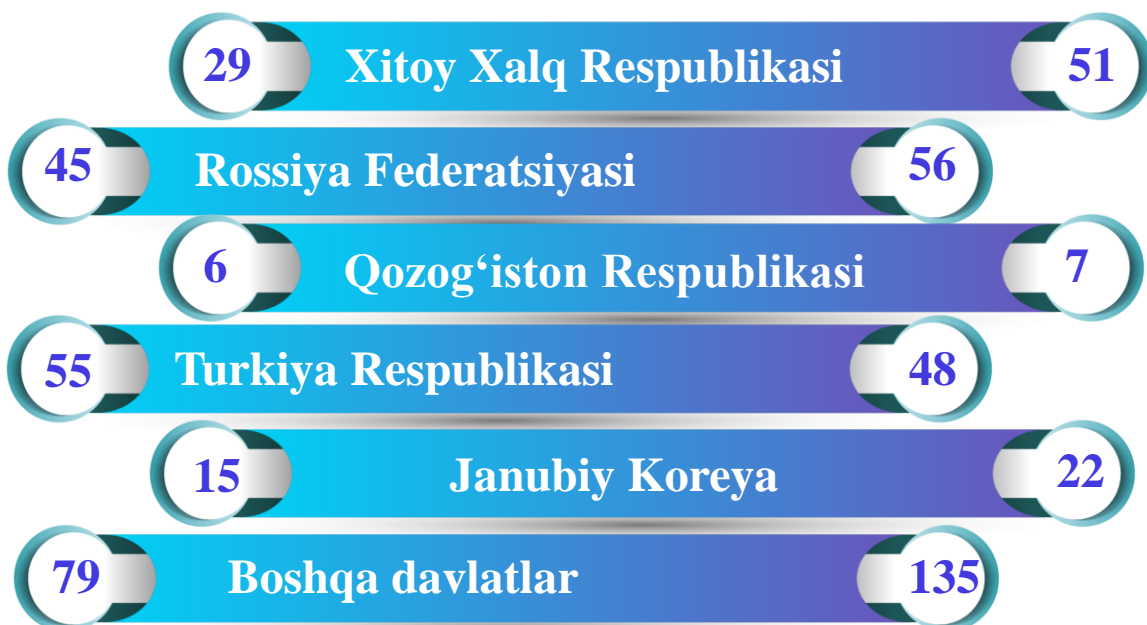 29 Xitoy Xalq Respublikasi 51
45 Rossiya Federatsiyasi 56
6 Qozog‘iston Respublikasi 7
55 Turkiya Respublikasi 48
15 Janubiy Koreya 22
79 Boshqa davlatlar 135